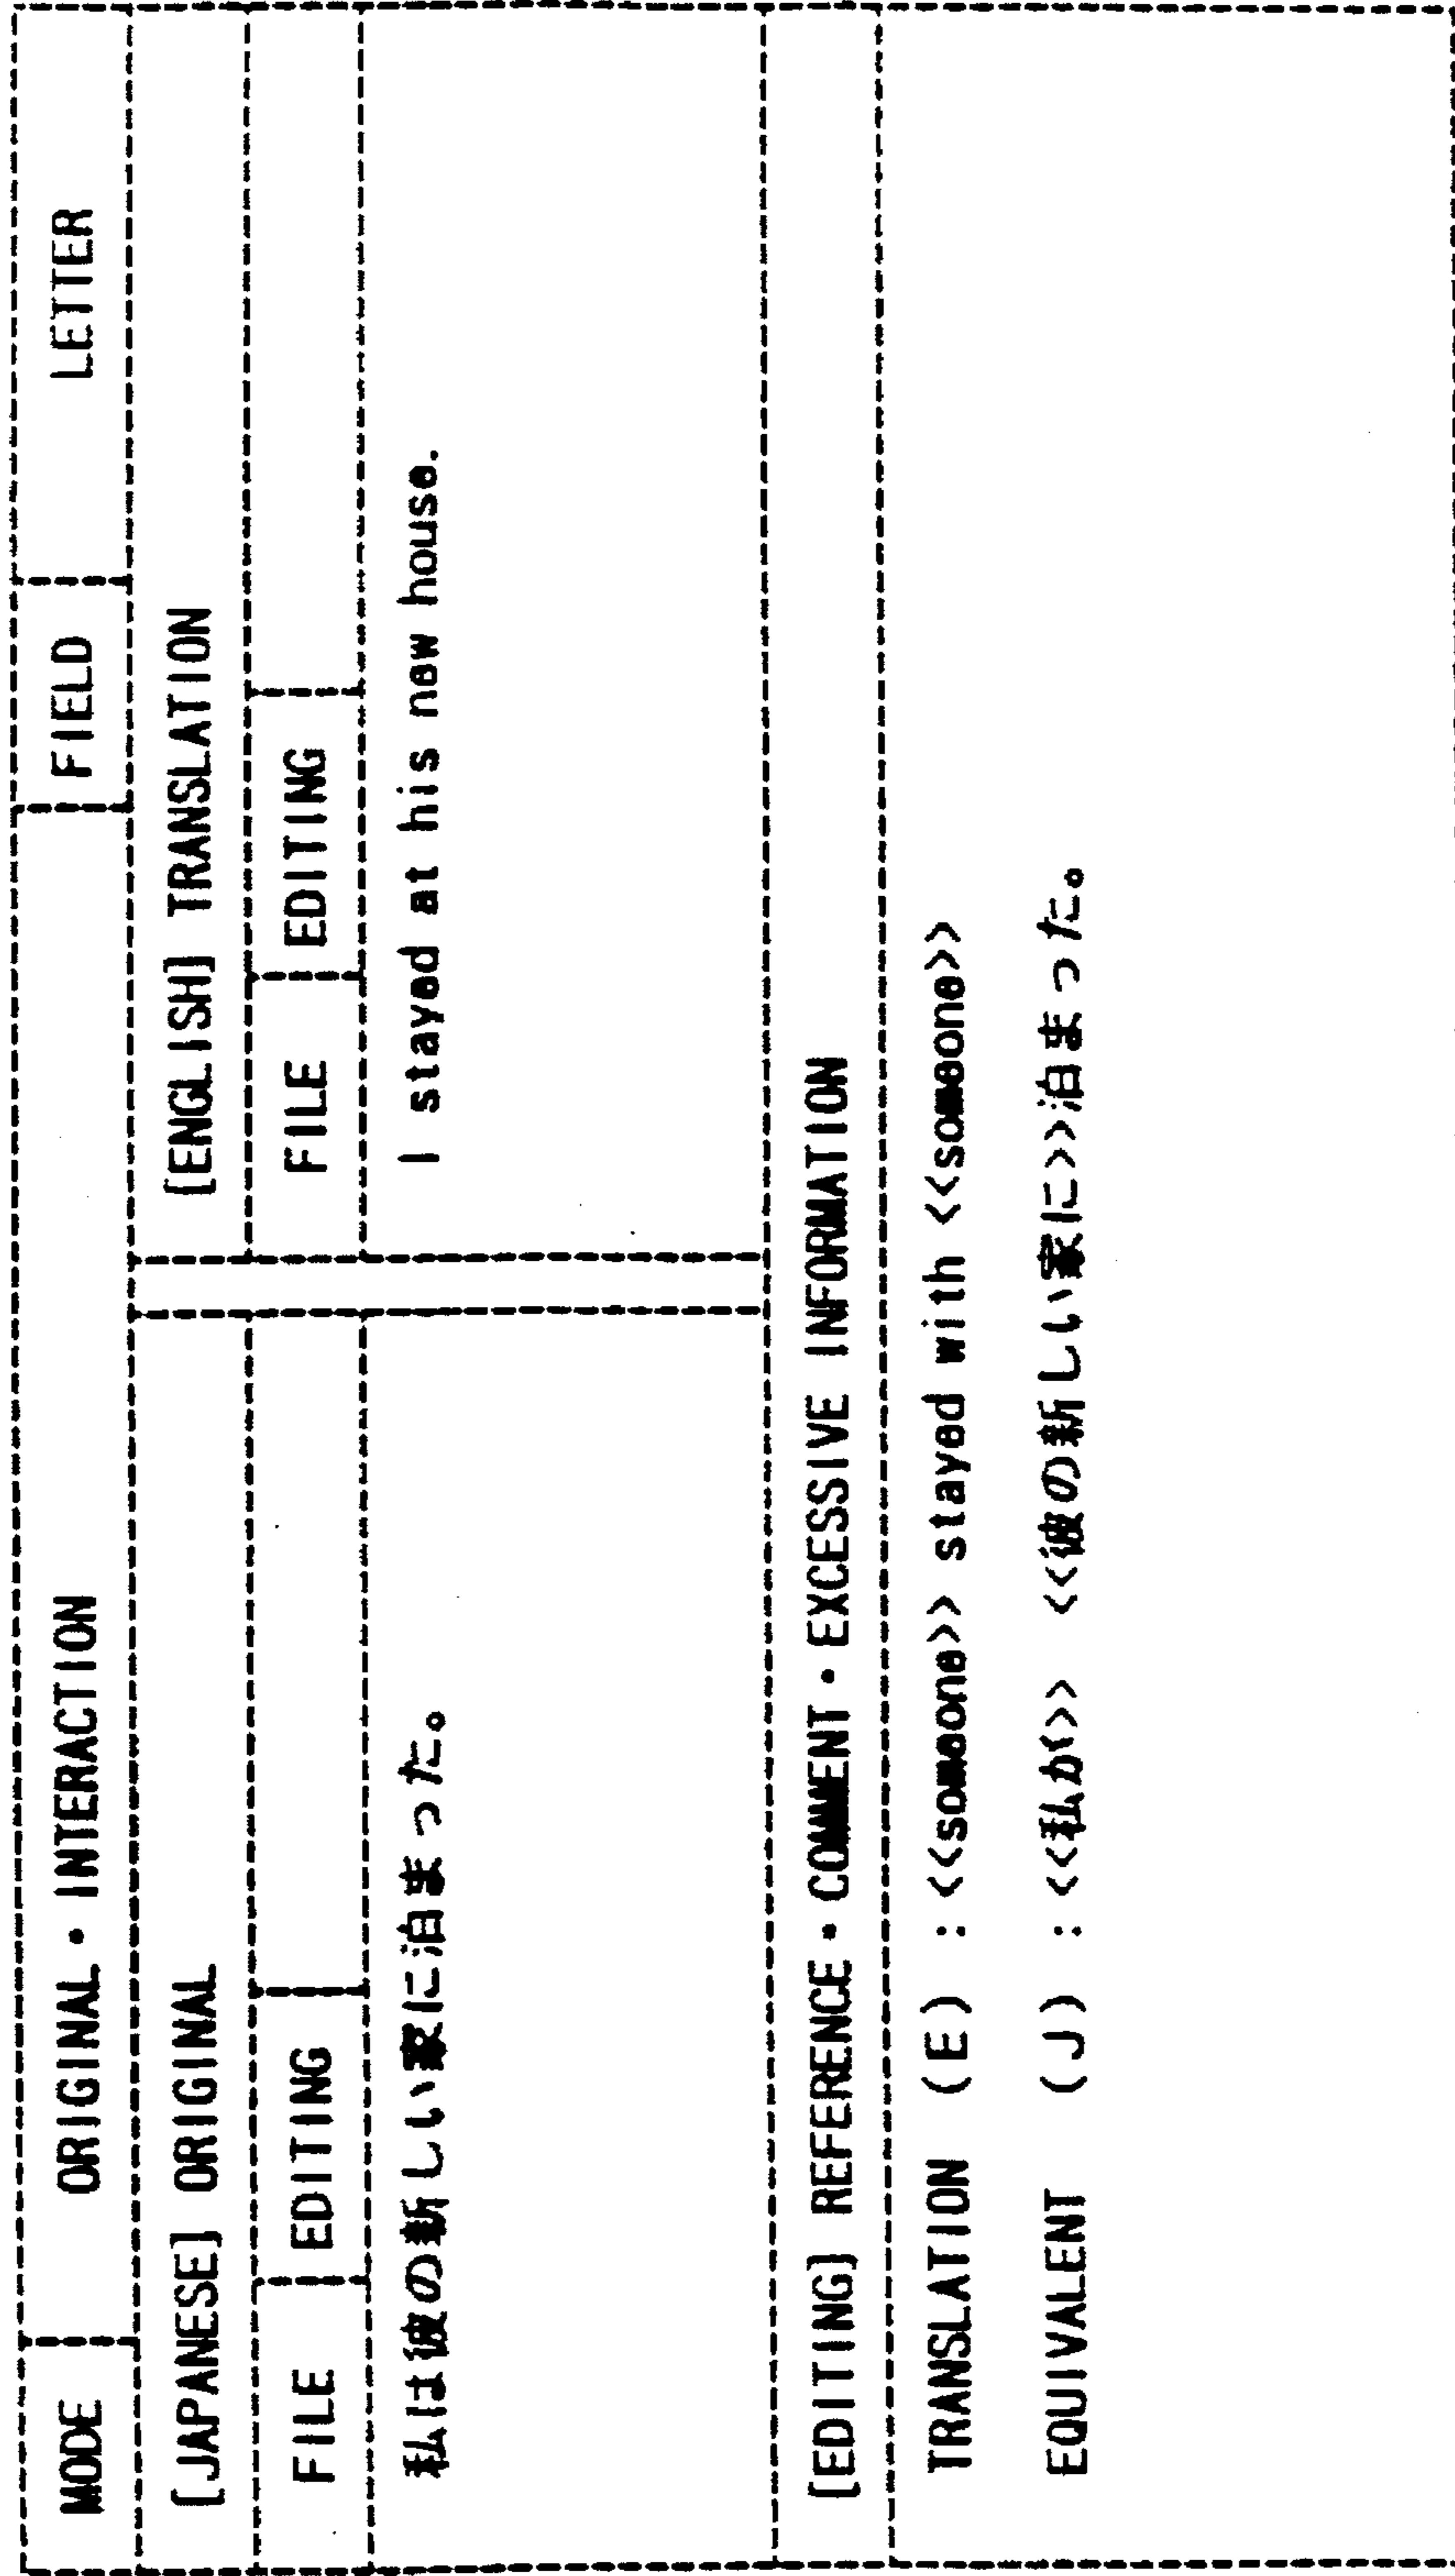 MODE ORIGINAL・INTERACTION FIELD LETTER
[JAPANESE] ORIGINAL [ENGLISH] TRANSLATION
FILE EDITING FILE EDITING
私は彼の新しい家に泊まった。 I stayed at his new house.
[EDITING] REFERENCE・COMMENT・EXCESSIVE INFORMATION
TRANSLATION (E) : <<someone>> stayed with <<someone>>
EQUIVALENT (J) : <<私が>> <<彼の新しい家に>>泊まった。